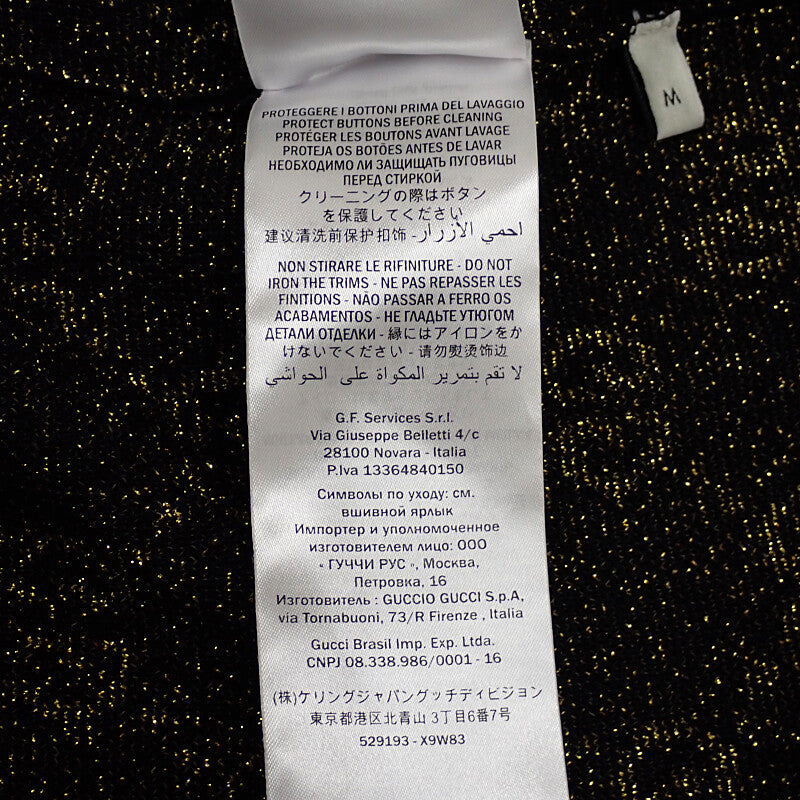 M
PROTEGGERE I BOTTONI PRIMA DEL LAVAGGIO
PROTECT BUTTONS BEFORE CLEANING
PROTÉGER LES BOUTONS AVANT LAVAGE
PROTEJA OS BOTÕES ANTES DE LAVAR
НЕОБХОДИМО ЛИ ЗАЩИЩАТЬ ПУГОВИЦЫ
ПЕРЕД СТИРКОЙ
クリーニングの際はボタン
を保護してください
建议清洗前保护扣饰 - احمي الأزرار
NON STIRARE LE RIFINITURE - DO NOT
IRON THE TRIMS - NE PAS REPASSER LES
FINITIONS - NÃO PASSAR A FERRO OS
ACABAMENTOS - НЕ ГЛАДЬТЕ УТЮГОМ
ДЕТАЛИ ОТДЕЛКИ - 縁にはアイロンをか
けないでください - 请勿熨烫饰边
لا تقم بتمرير المكواة على الحواشي
G.F. Services S.r.l.
Via Giuseppe Belletti 4/c
28100 Novara - Italia
P.Iva 13364840150
Символы по уходу: см.
вшивной ярлык
Импортер и уполномоченное
изготовителем лицо: ООО
« ГУЧЧИ РУС », Москва,
Петровка, 16
Изготовитель : GUCCIO GUCCI S.p.A,
via Tornabuoni, 73/R Firenze , Italia
Gucci Brasil Imp. Exp. Ltda.
CNPJ 08.338.986/0001 - 16
(株)ケリングジャパングッチディビジョン
東京都港区北青山 3丁目6番7号
529193 - X9W83